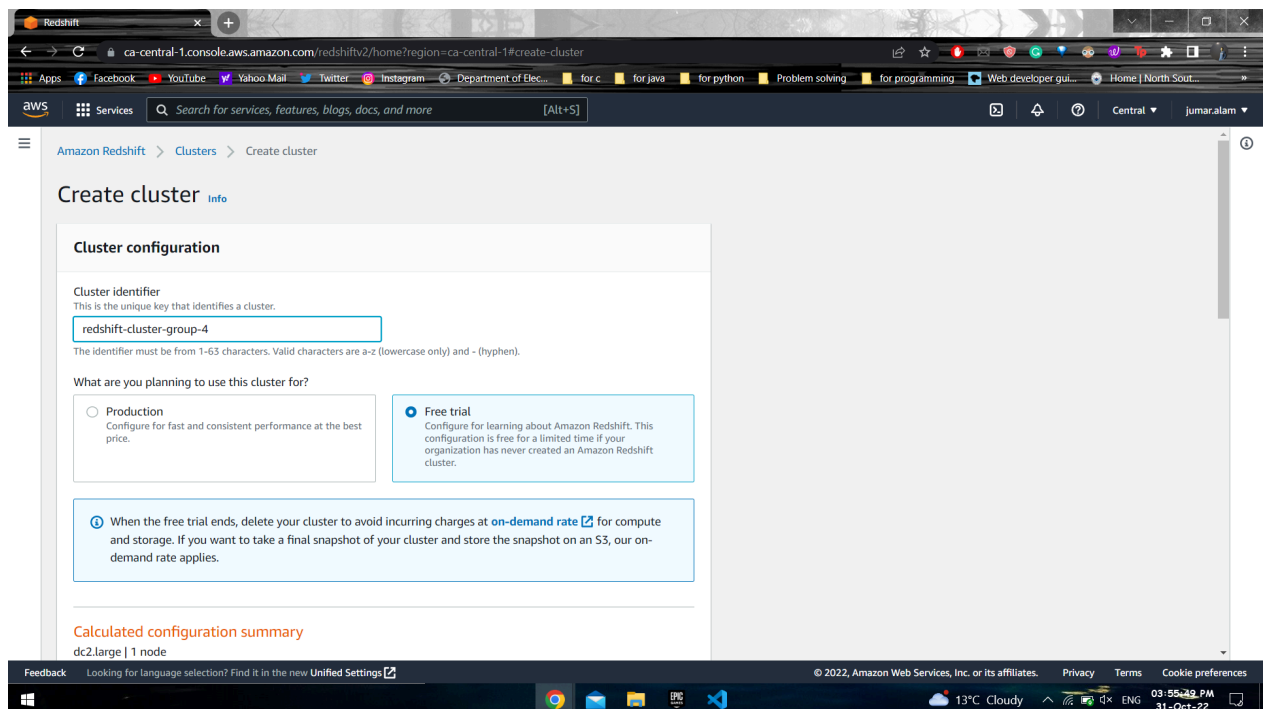 Redshift
ca-central-1.console.aws.amazon.com/redshiftv2/home?region=ca-central-1#create-cluster
Apps Facebook YouTube Yahoo Mail Twitter Instagram Department of Elec... for c for java for python Problem solving for programming Web developer gui... Home | North Sout... »
aws Services Search for services, features, blogs, docs, and more [Alt+S] Central ▼ jumar.alam ▼
Amazon Redshift > Clusters > Create cluster
Create cluster Info
Cluster configuration
Cluster identifier
This is the unique key that identifies a cluster.
redshift-cluster-group-4
The identifier must be from 1-63 characters. Valid characters are a-z (lowercase only) and - (hyphen).
What are you planning to use this cluster for?
Production
Configure for fast and consistent performance at the best
price.
Free trial
Configure for learning about Amazon Redshift. This
configuration is free for a limited time if your
organization has never created an Amazon Redshift
cluster.
When the free trial ends, delete your cluster to avoid incurring charges at on-demand rate for compute
and storage. If you want to take a final snapshot of your cluster and store the snapshot on an S3, our on-
demand rate applies.
Calculated configuration summary
dc2.large | 1 node
Feedback Looking for language selection? Find it in the new Unified Settings © 2022, Amazon Web Services, Inc. or its affiliates. Privacy Terms Cookie preferences
EPIC GAMES
13°C Cloudy ENG 03:55:49 PM
31-Oct-22